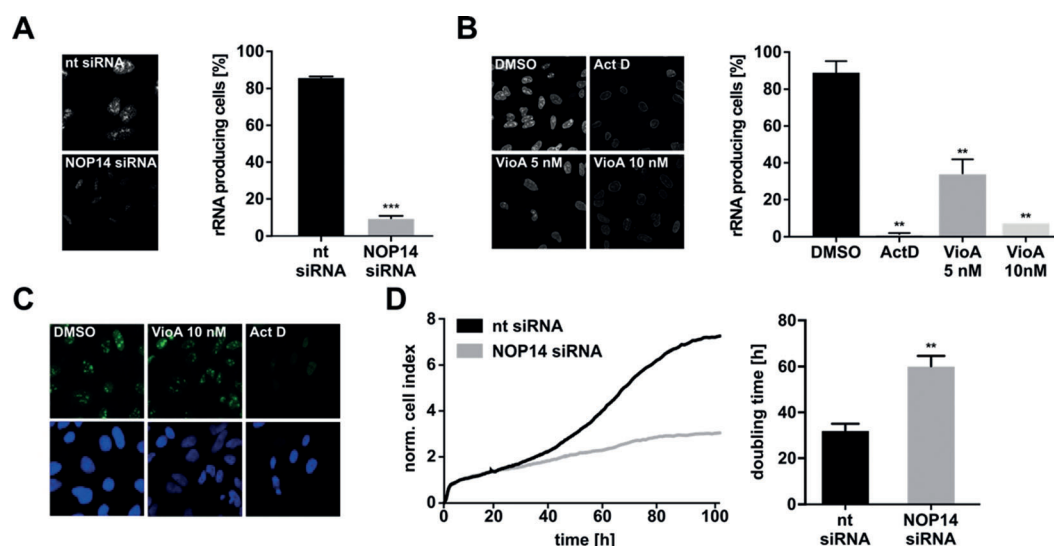 A
nt siRNA
NOP14 siRNA
rRNA producing cells [%]
100
80
60
40
20
0
***
nt
siRNA
NOP14
siRNA
B
DMSO
Act D
VioA 5 nM
VioA 10 nM
rRNA producing cells [%]
100
80
60
40
20
0
**
**
**
DMSO
ActD
VioA
5 nM
VioA
10nM
C
DMSO
VioA 10 nM
Act D
D
nt siRNA
NOP14 siRNA
norm. cell index
8
6
4
2
0
0
20
40
60
80
100
time [h]
doubling time [h]
80
60
40
20
0
**
nt
siRNA
NOP14
siRNA